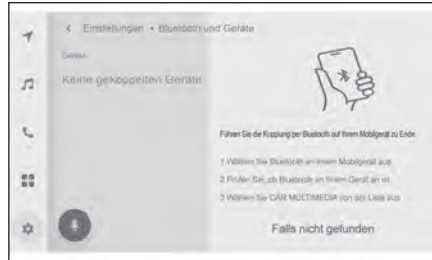 Einstellungen • Bluetooth und Geräte
Geräte
Keine gekoppelten Geräte
Führen Sie die Kopplung per Bluetooth auf Ihrem Mobilgerät zu Ende
1 Wählen Sie Bluetooth an Ihrem Mobilgerät aus
2 Prüfen Sie, ob Bluetooth an Ihrem Gerät an ist
3 Wählen Sie CAR MULTIMEDIA von der Liste aus
Falls nicht gefunden